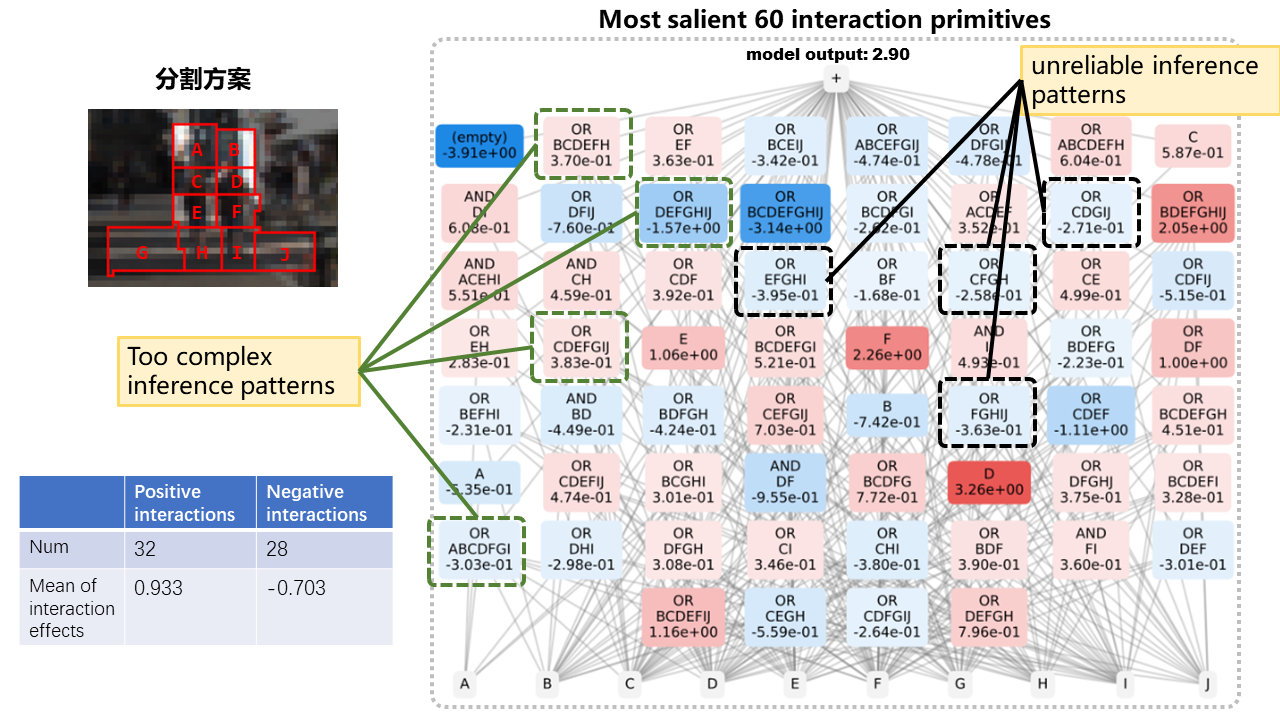 Most salient 60 interaction primitives
model output: 2.90
+
unreliable inference
patterns
分割方案
A B
C D
E F
G H I J
Too complex
inference patterns
Positive interactions Negative interactions
Num 32 28
Mean of interaction effects 0.933 -0.703
(empty)
-3.91e+00
OR
BCDEFH
3.70e-01
OR
EF
3.63e-01
OR
BCEIJ
-3.42e-01
OR
ABCEFGIJ
-4.74e-01
OR
DFGIJ
-4.78e-01
OR
ABCDEFH
6.04e-01
C
5.87e-01
AND
6.08e-01
OR
DFIJ
-7.60e-01
OR
DEFGHIJ
-1.57e+00
OR
BCDEFGHIJ
-3.14e+00
OR
BCDFGI
-2.62e-01
OR
ACDEF
3.52e-01
OR
CDGIJ
-2.71e-01
OR
BDEFGHIJ
2.05e+00
AND
ACEHI
5.51e-01
AND
CH
4.59e-01
OR
CDF
3.92e-01
OR
EFGHI
-3.95e-01
OR
BF
-1.68e-01
OR
CFGH
-2.58e-01
OR
CE
4.99e-01
OR
CDFIJ
-5.15e-01
OR
EH
2.83e-01
OR
CDEFGIJ
3.83e-01
E
1.06e+00
OR
BCDEFGI
5.21e-01
F
2.26e+00
AND
4.93e-01
OR
BDEFG
-2.23e-01
OR
DF
1.00e+00
OR
BEFHI
-2.31e-01
AND
BD
-4.49e-01
OR
BDFGH
-4.24e-01
OR
CEFGIJ
7.03e-01
B
-7.42e-01
OR
FGHIJ
-3.63e-01
OR
CDEF
-1.11e+00
OR
BCDEFGH
4.51e-01
A
-5.35e-01
OR
CDEFIJ
4.74e-01
OR
BCGHI
3.01e-01
AND
DF
-9.55e-01
OR
BCDFG
7.72e-01
D
3.26e+00
OR
DFGHJ
3.75e-01
OR
BCDEFI
3.28e-01
OR
ABCDFGI
-3.03e-01
OR
DHI
-2.98e-01
OR
DFGH
3.08e-01
OR
CI
3.46e-01
OR
CHI
-3.80e-01
OR
BDF
3.90e-01
AND
FI
3.60e-01
OR
DEF
-3.01e-01
OR
BCDEFIJ
1.16e+00
OR
CEGH
-5.59e-01
OR
CDFGIJ
-2.64e-01
OR
DEFGH
7.96e-01
A B C D E F G H I J